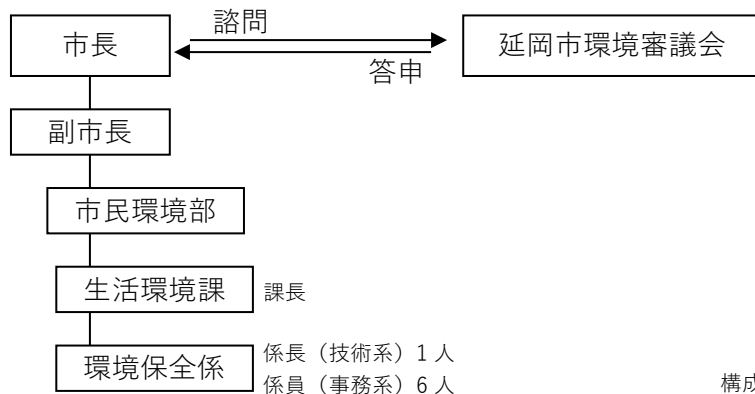 市長
諮問
答申
延岡市環境審議会
副市長
市民環境部
生活環境課
課長
環境保全係
係長（技術系）1人
係員（事務系）6人
構成